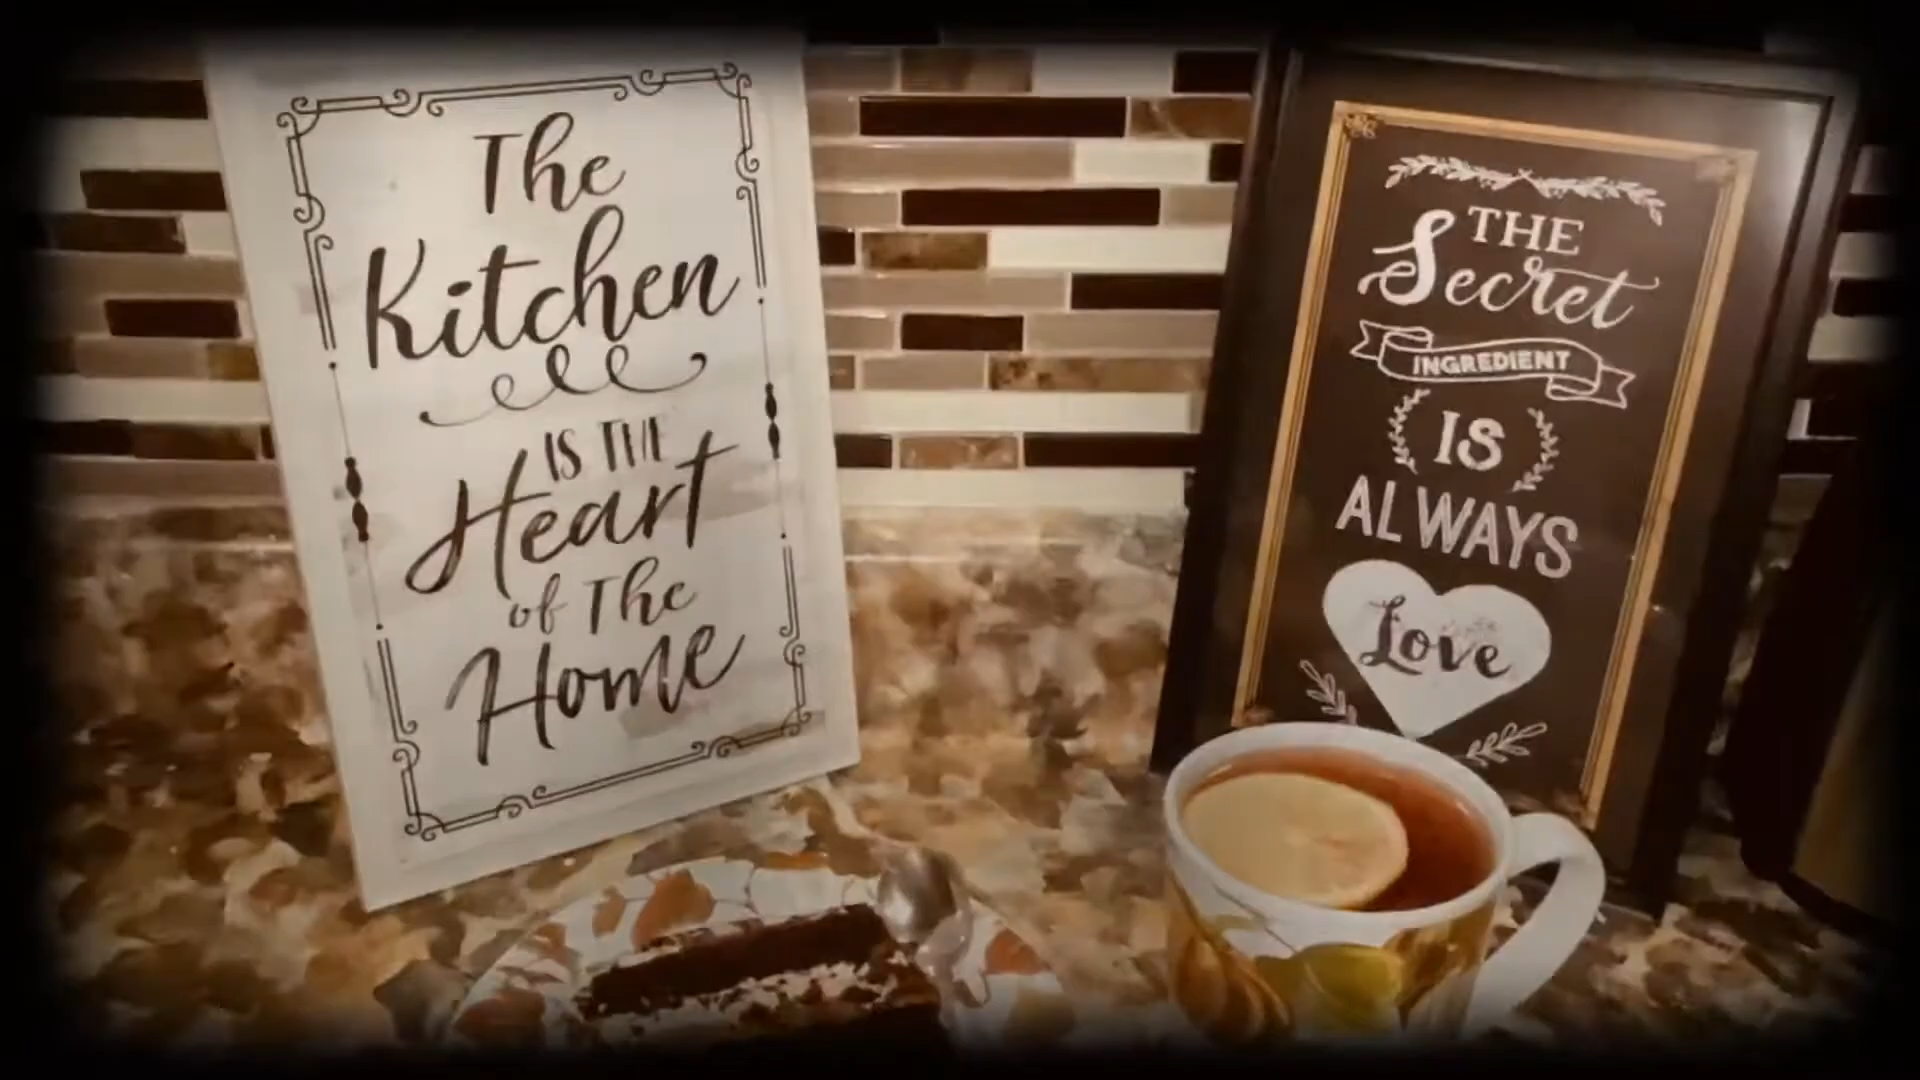 The
Kitchen
IS THE
Heart
of The
Home
THE
Secret
INGREDIENT
IS
ALWAYS
Love